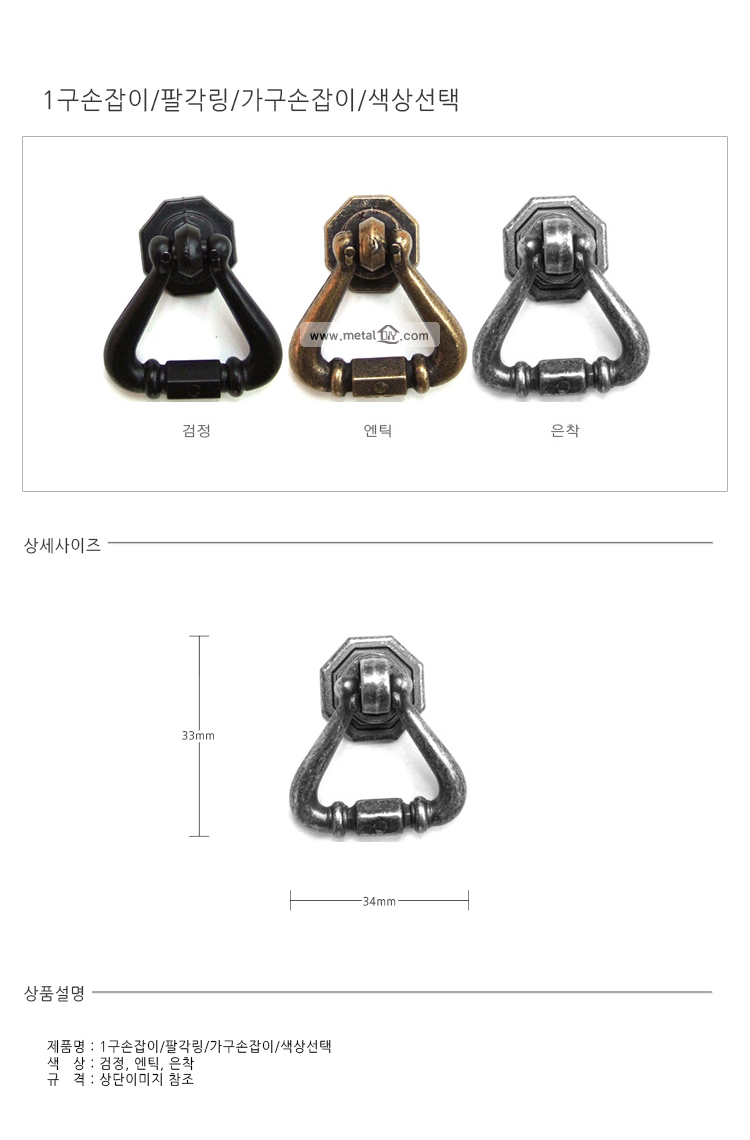 1구손잡이/팔각링/가구손잡이/색상선택
www.metalDIY.com
검정 엔틱 은착
상세사이즈
33mm
34mm
상품설명
제품명 : 1구손잡이/팔각링/가구손잡이/색상선택
색 상 : 검정, 엔틱, 은착
규 격 : 상단이미지 참조